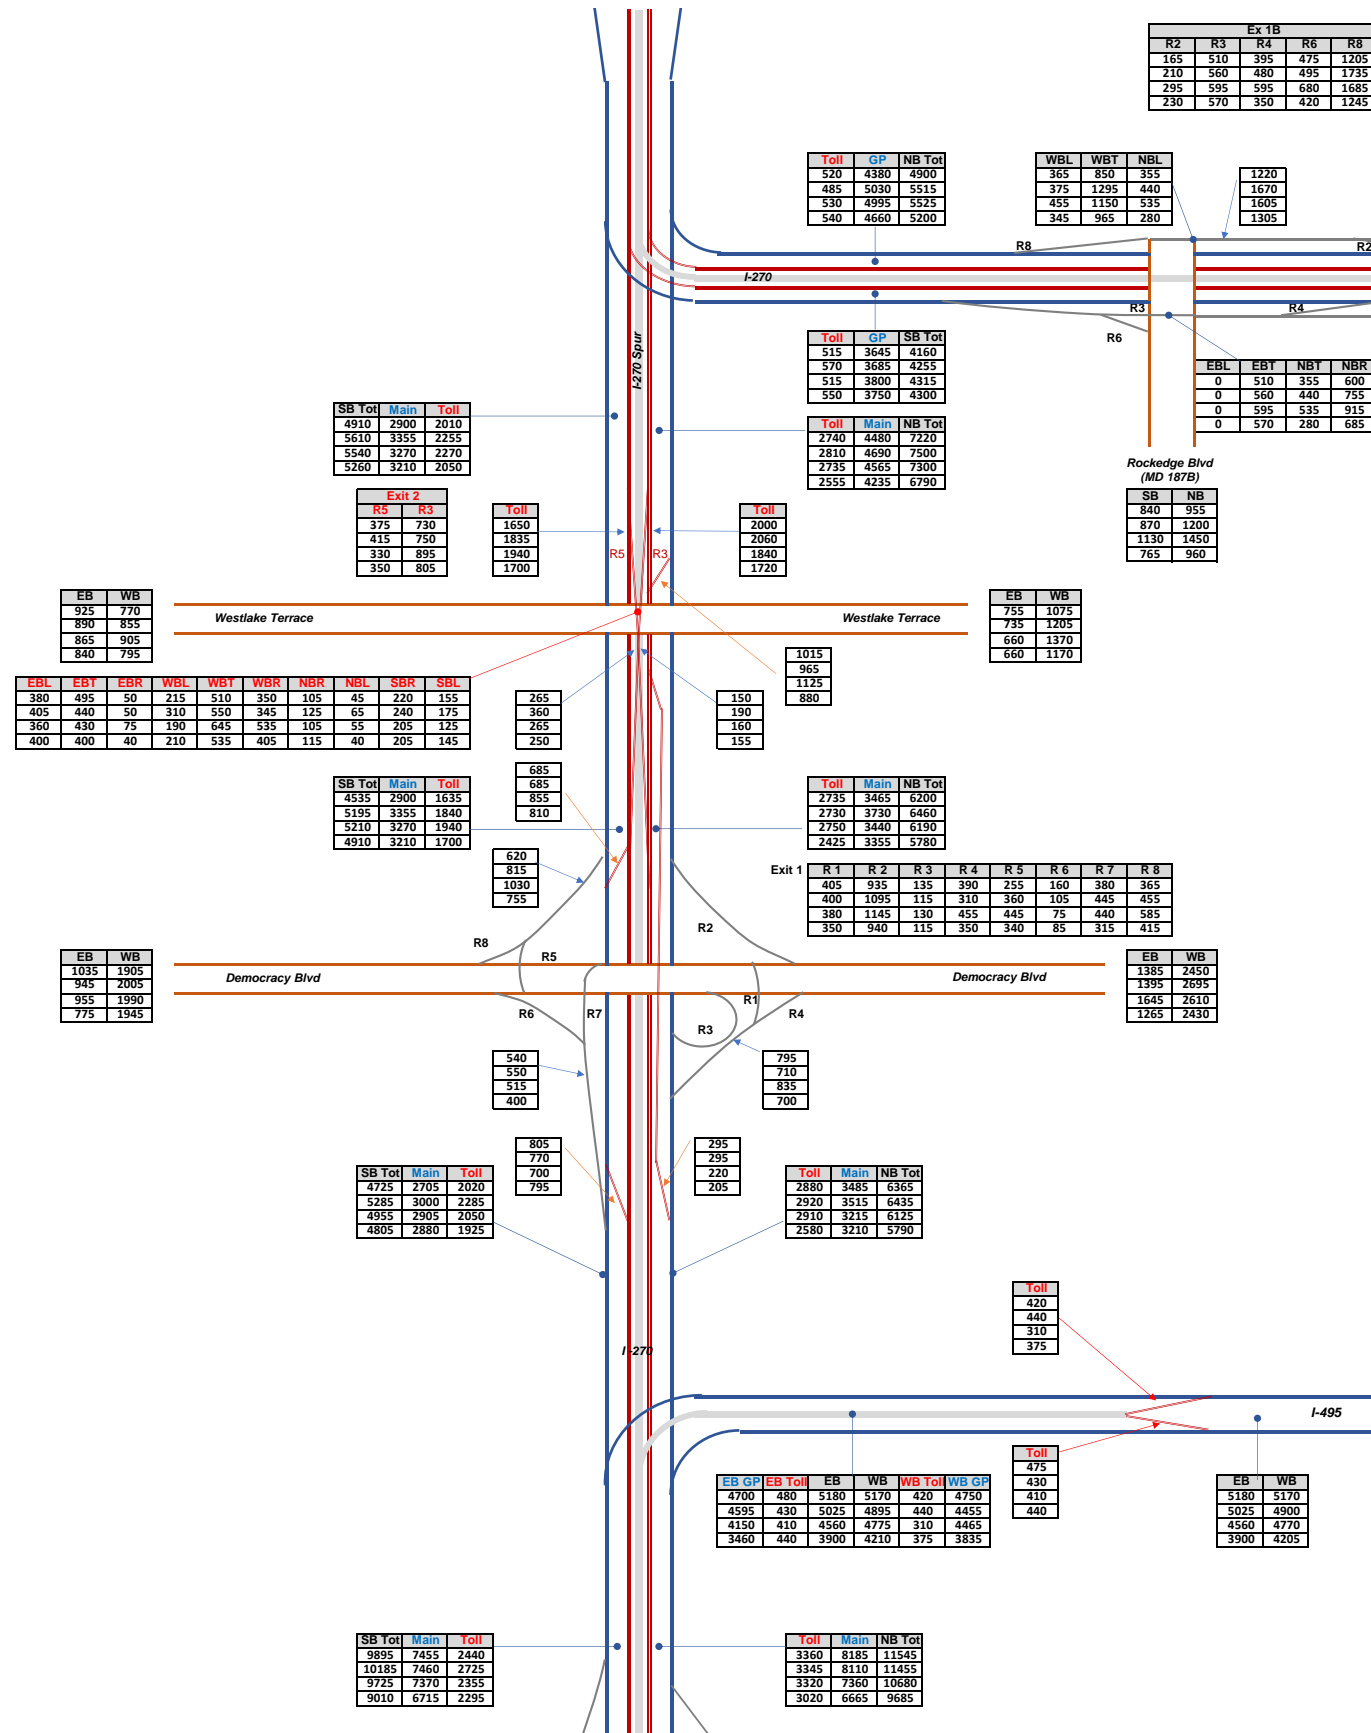 Ex 1B
R2 R3 R4 R6 R8
165 510 395 475 1205
210 560 480 495 1735
295 595 595 680 1685
230 570 350 420 1245
Toll GP NB Tot
520 4380 4900
485 5030 5515
530 4995 5525
540 4660 5200
WBL WBT NBL
365 850 355
375 1295 440
455 1150 535
345 965 280
1220
1670
1605
1305
R8
R2
I-270
R3
R4
R6
Toll GP SB Tot
515 3645 4160
570 3685 4255
515 3800 4315
550 3750 4300
I-270 Spur
EBL EBT NBT NBR
0 510 355 600
0 560 440 755
0 595 535 915
0 570 280 685
SB Tot Main Toll
4910 2900 2010
5610 3355 2255
5540 3270 2270
5260 3210 2050
Toll Main NB Tot
2740 4480 7220
2810 4690 7500
2735 4565 7300
2555 4235 6790
Rockedge Blvd
(MD 187B)
SB NB
840 955
870 1200
1130 1450
765 960
Exit 2
R5 R3
375 730
415 750
330 895
350 805
Toll
1650
1835
1940
1700
Toll
2000
2060
1840
1720
R5
R3
EB WB
925 770
890 855
865 905
840 795
Westlake Terrace
Westlake Terrace
EB WB
755 1075
735 1205
660 1370
660 1170
1015
965
1125
880
EBL EBT EBR WBL WBT WBR NBR NBL SBR SBL
380 495 50 215 510 350 105 45 220 155
405 440 50 310 550 345 125 65 240 175
360 430 75 190 645 535 105 55 205 125
400 400 40 210 535 405 115 40 205 145
265
360
265
250
150
190
160
155
685
685
855
810
SB Tot Main Toll
4535 2900 1635
5195 3355 1840
5210 3270 1940
4910 3210 1700
Toll Main NB Tot
2735 3465 6200
2730 3730 6460
2750 3440 6190
2425 3355 5780
620
815
1030
755
Exit 1
R 1 R 2 R 3 R 4 R 5 R 6 R 7 R 8
405 935 135 390 255 160 380 365
400 1095 115 310 360 105 445 455
380 1145 130 455 445 75 440 585
350 940 115 350 340 85 315 415
R8
R2
R5
EB WB
1035 1905
945 2005
955 1990
775 1945
Democracy Blvd
Democracy Blvd
EB WB
1385 2450
1395 2695
1645 2610
1265 2430
R1
R6
R7
R4
R3
540
550
515
400
795
710
835
700
805
770
700
795
295
295
220
205
SB Tot Main Toll
4725 2705 2020
5285 3000 2285
4955 2905 2050
4805 2880 1925
Toll Main NB Tot
2880 3485 6365
2920 3515 6435
2910 3215 6125
2580 3210 5790
Toll
420
440
310
375
I -270
I-495
Toll
475
430
410
440
EB GP EB Toll EB WB WB Toll WB GP
4700 480 5180 5170 420 4750
4595 430 5025 4895 440 4455
4150 410 4560 4775 310 4465
3460 440 3900 4210 375 3835
EB WB
5180 5170
5025 4900
4560 4770
3900 4205
SB Tot Main Toll
9895 7455 2440
10185 7460 2725
9725 7370 2355
9010 6715 2295
Toll Main NB Tot
3360 8185 11545
3345 8110 11455
3320 7360 10680
3020 6665 9685